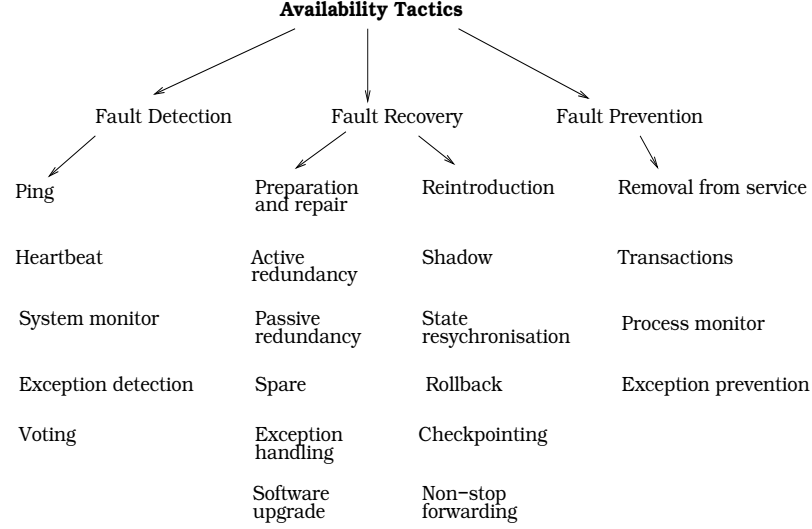 Availability Tactics
Fault Detection
Fault Recovery
Fault Prevention
Ping
Heartbeat
System monitor
Exception detection
Voting
Preparation
and repair
Active
redundancy
Passive
redundancy
Spare
Exception
handling
Software
upgrade
Reintroduction
Shadow
State
resychronisation
Rollback
Checkpointing
Non-stop
forwarding
Removal from service
Transactions
Process monitor
Exception prevention